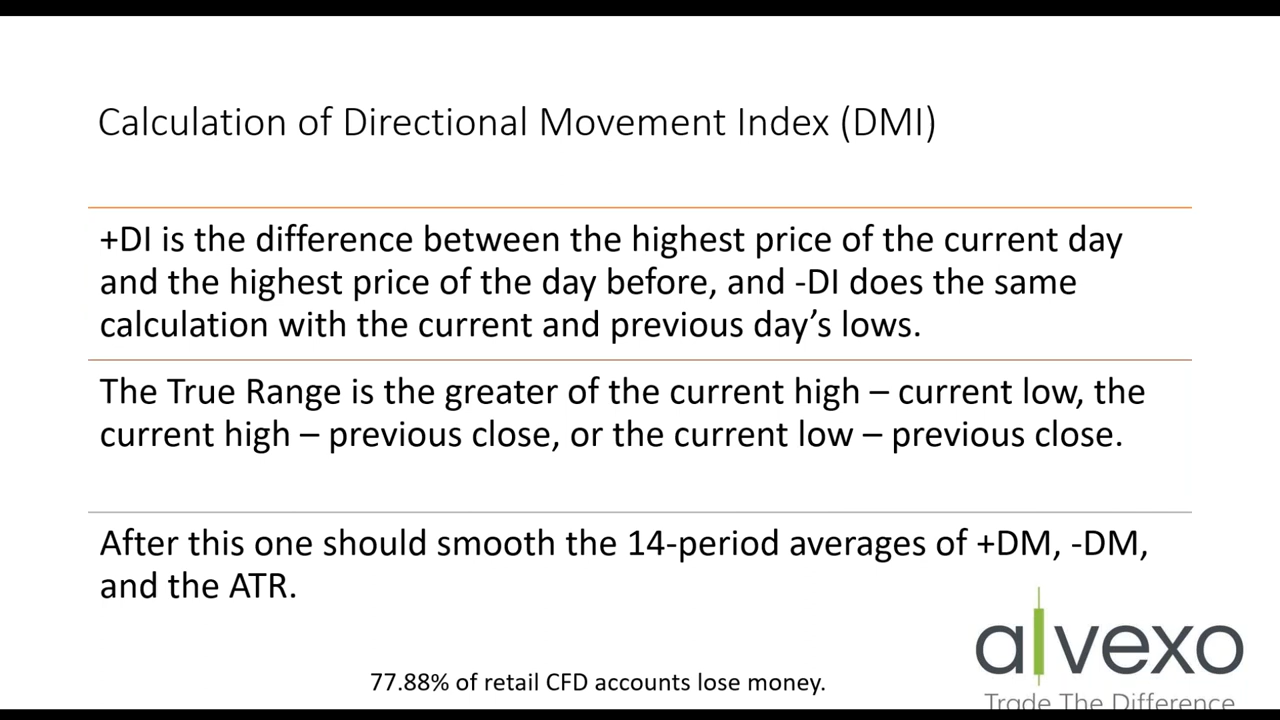 Calculation of Directional Movement Index (DMI)
+DI is the difference between the highest price of the current day
and the highest price of the day before, and -DI does the same
calculation with the current and previous day’s lows.
The True Range is the greater of the current high – current low, the
current high – previous close, or the current low – previous close.
After this one should smooth the 14-period averages of +DM, -DM,
and the ATR.
alvexo
Trade The Difference
77.88% of retail CFD accounts lose money.